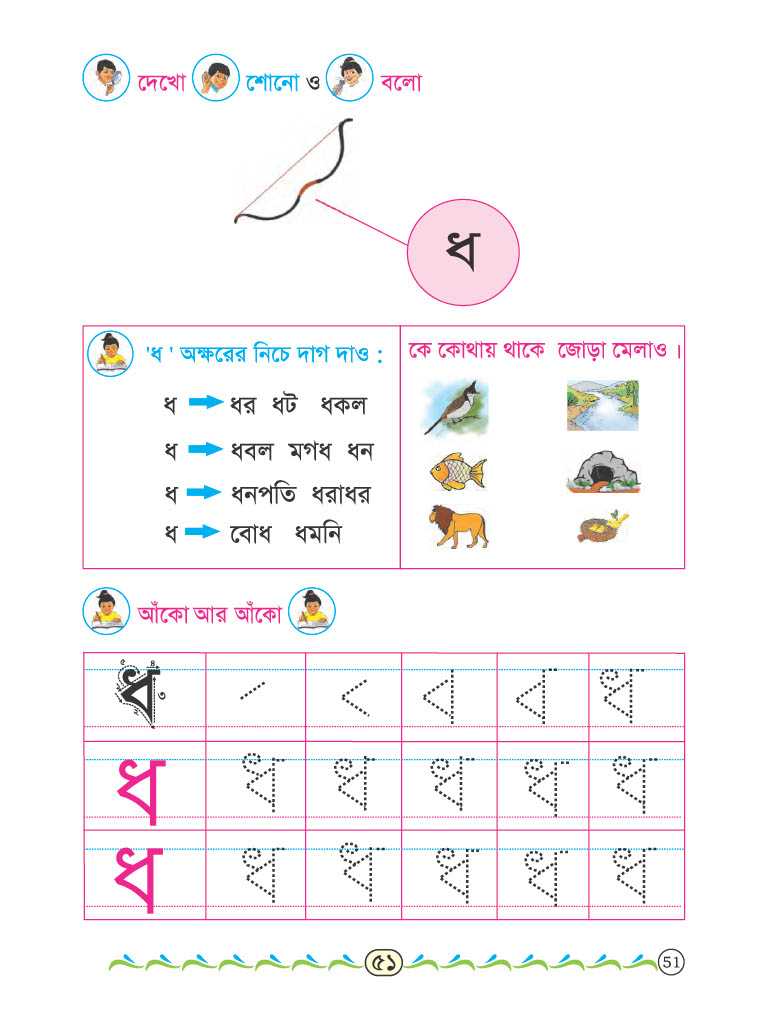 দেখো শোনো ও বলো
ধ
'ধ ' অক্ষরের নিচে দাগ দাও :
ধ ধর ধট ধকল
ধ ধবল মগধ ধন
ধ ধনপতি ধরাধর
ধ বোধ ধমনি
কে কোথায় থাকে জোড়া মেলাও ।
আঁকো আর আঁকো
ধ ব ব ধ
ধ ধ ধ ধ ধ ধ
ধ ধ ধ ধ ধ ধ
৫১
51